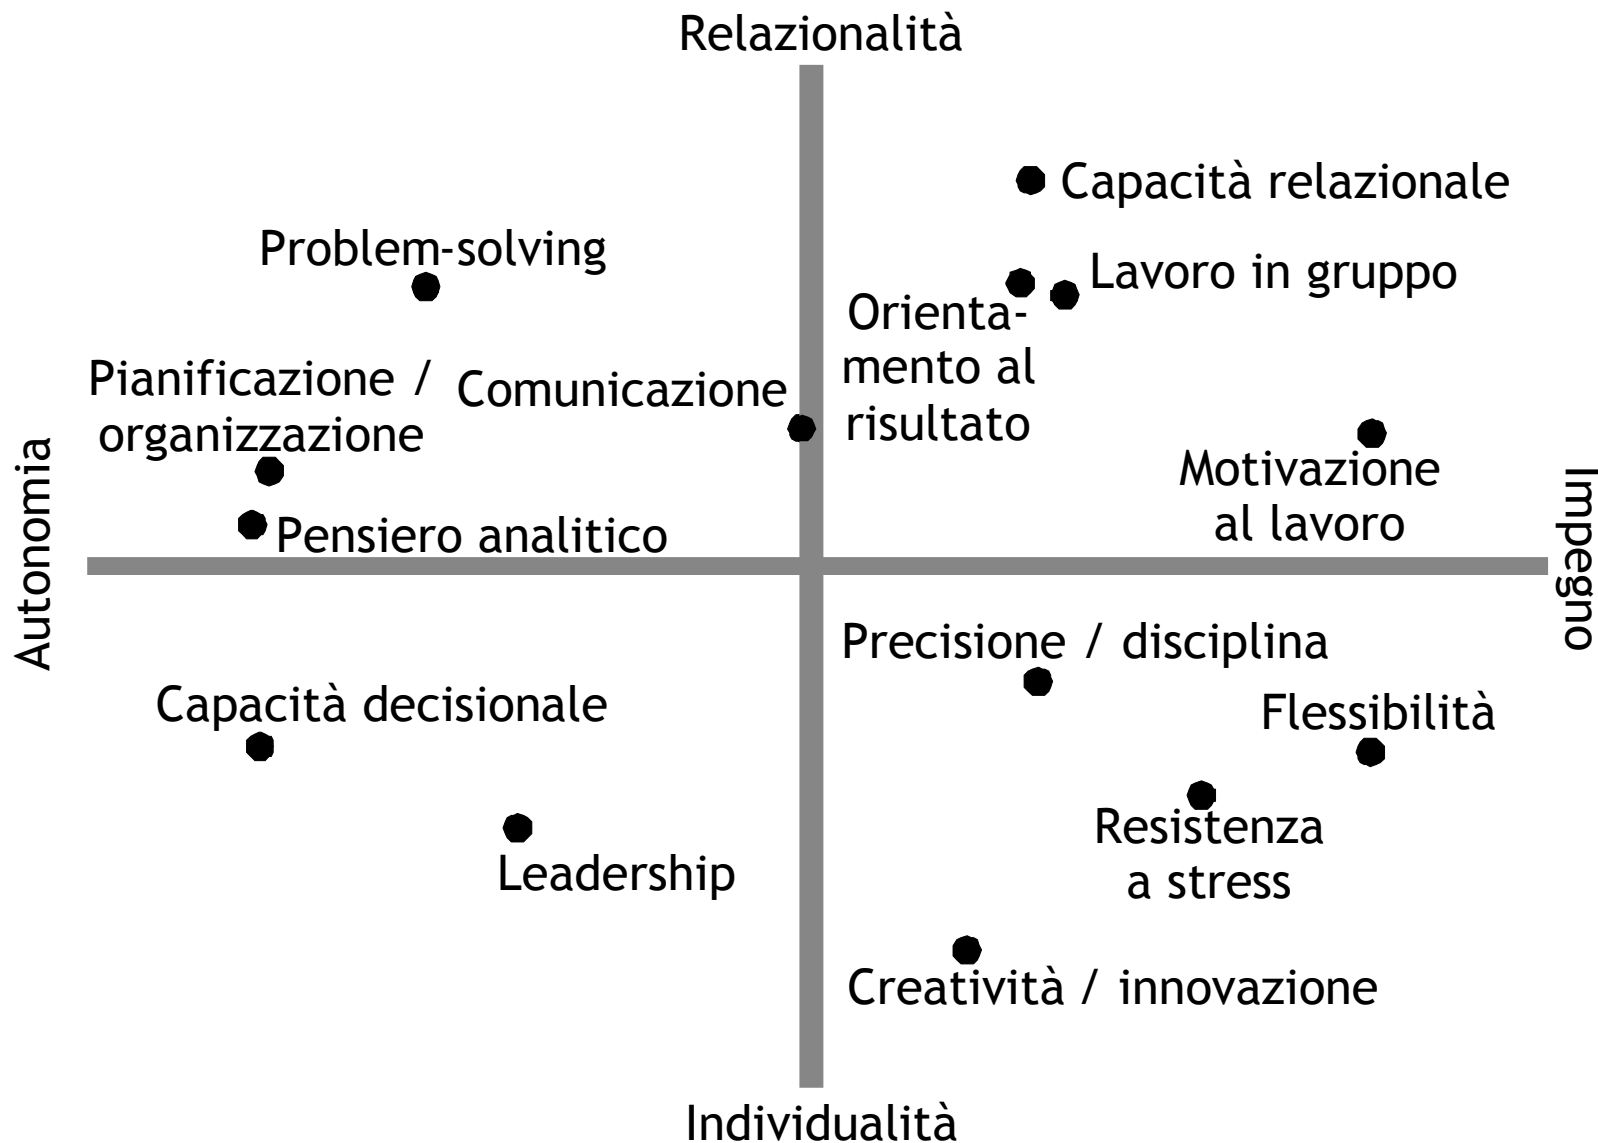 Relazionalità
Capacità relazionale
Problem-solving
Lavoro in gruppo
Orienta-
mento al
risultato
Pianificazione /
organizzazione
Comunicazione
Motivazione
al lavoro
Autonomia
Impegno
Pensiero analitico
Precisione / disciplina
Capacità decisionale
Flessibilità
Resistenza
a stress
Leadership
Creatività / innovazione
Individualità